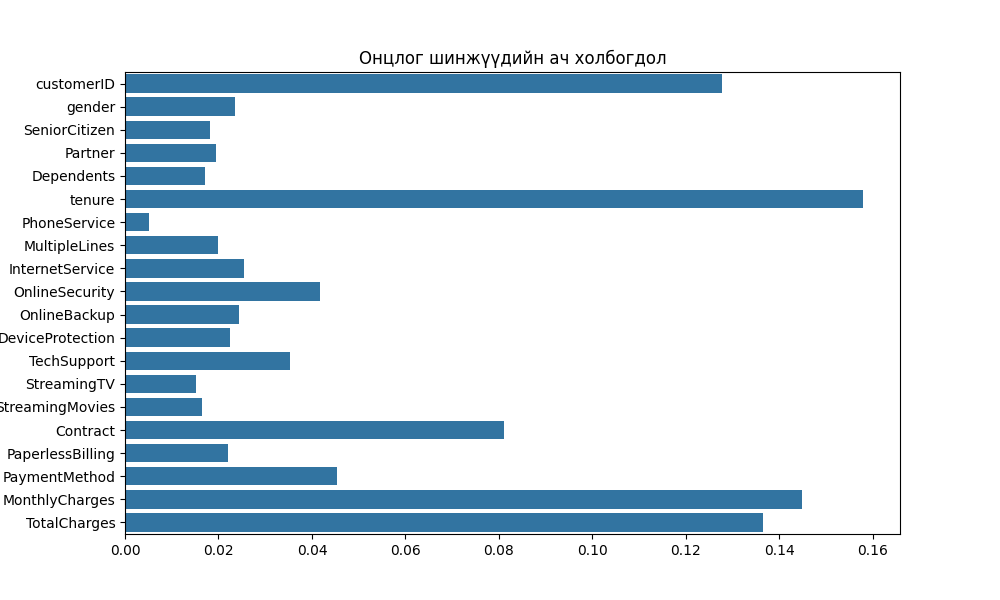 Онцлог шинжүүдийн ач холбогдол
customerID
gender
SeniorCitizen
Partner
Dependents
tenure
PhoneService
MultipleLines
InternetService
OnlineSecurity
OnlineBackup
DeviceProtection
TechSupport
StreamingTV
StreamingMovies
Contract
PaperlessBilling
PaymentMethod
MonthlyCharges
TotalCharges
0.00 0.02 0.04 0.06 0.08 0.10 0.12 0.14 0.16